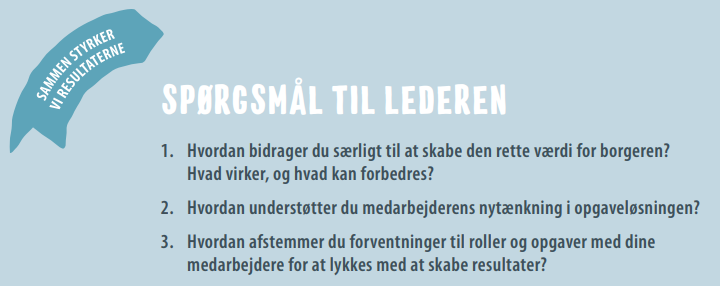 SAMMEN STYRKER
VI RESULTATERNE
SPØRGSMÅL TIL LEDEREN
1. Hvordan bidrager du særligt til at skabe den rette værdi for borgeren?
Hvad virker, og hvad kan forbedres?
2. Hvordan understøtter du medarbejderens nytænkning i opgaveløsningen?
3. Hvordan afstemmer du forventninger til roller og opgaver med dine
medarbejdere for at lykkes med at skabe resultater?